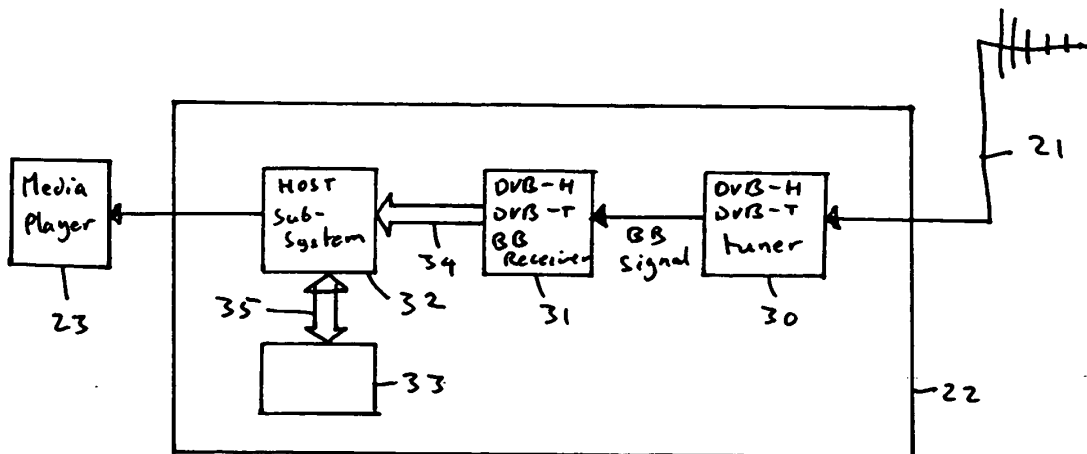 21
Media
Player
23
HOST
Sub-
System
32
34
35
33
DVB-H
DVB-T
BB
Receiver
31
BB
Signal
DVB-H
DVB-T
tuner
30
22